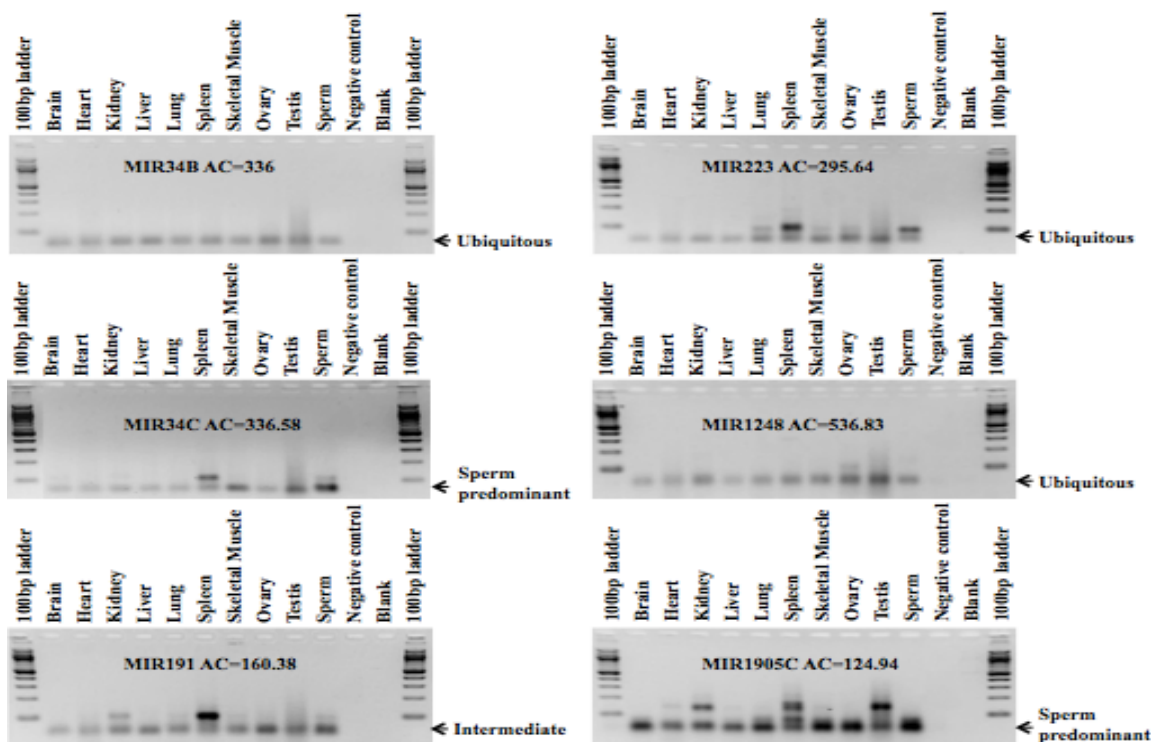 100bp ladder
Brain
Heart
Kidney
Liver
Lung
Spleen
Skeletal Muscle
Ovary
Testis
Sperm
Negative control
Blank
100bp ladder
MIR34B AC=336
Ubiquitous
100bp ladder
Brain
Heart
Kidney
Liver
Lung
Spleen
Skeletal Muscle
Ovary
Testis
Sperm
Negative control
Blank
100bp ladder
MIR223 AC=295.64
Ubiquitous
100bp ladder
Brain
Heart
Kidney
Liver
Lung
Spleen
Skeletal Muscle
Ovary
Testis
Sperm
Negative control
Blank
100bp ladder
MIR34C AC=336.58
Sperm
predominant
100bp ladder
Brain
Heart
Kidney
Liver
Lung
Spleen
Skeletal Muscle
Ovary
Testis
Sperm
Negative control
Blank
100bp ladder
MIR1248 AC=536.83
Ubiquitous
100bp ladder
Brain
Heart
Kidney
Liver
Lung
Spleen
Skeletal Muscle
Ovary
Testis
Sperm
Negative control
Blank
100bp ladder
MIR191 AC=160.38
Intermediate
100bp ladder
Brain
Heart
Kidney
Liver
Lung
Spleen
Skeletal Muscle
Ovary
Testis
Sperm
Negative control
Blank
100bp ladder
MIR1905C AC=124.94
Sperm
predominant